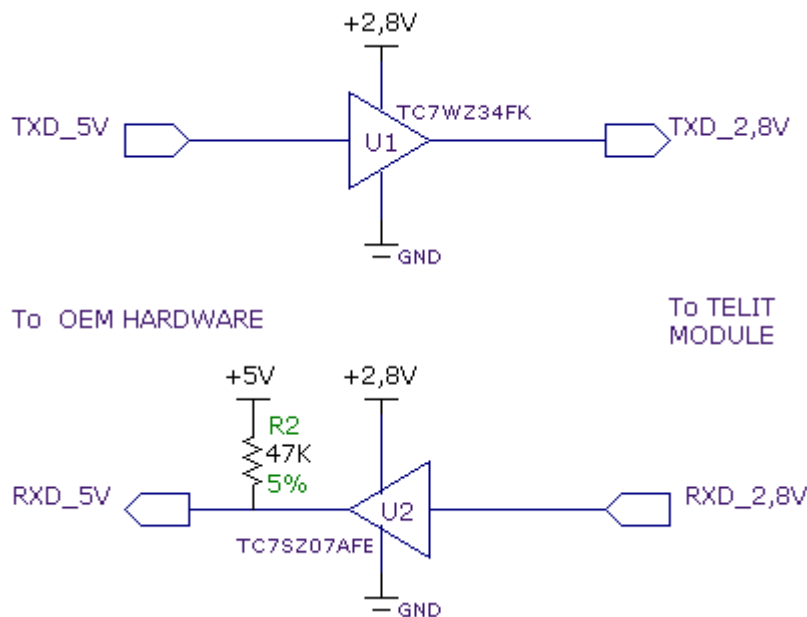 +2,8V
TXD_5V
TC7WZ34FK
U1
TXD_2,8V
GND
To OEM HARDWARE
To TELIT
MODULE
+5V
+2,8V
R2
47K
5%
RXD_5V
U2
RXD_2,8V
TC7SZ07AFE
GND